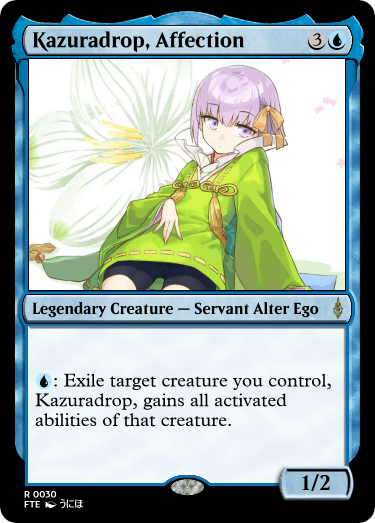 Kazuradrop, Affection 3
Legendary Creature — Servant Alter Ego
: Exile target creature you control,
Kazuradrop, gains all activated
abilities of that creature.
1/2
R 0030
FTE うにほ